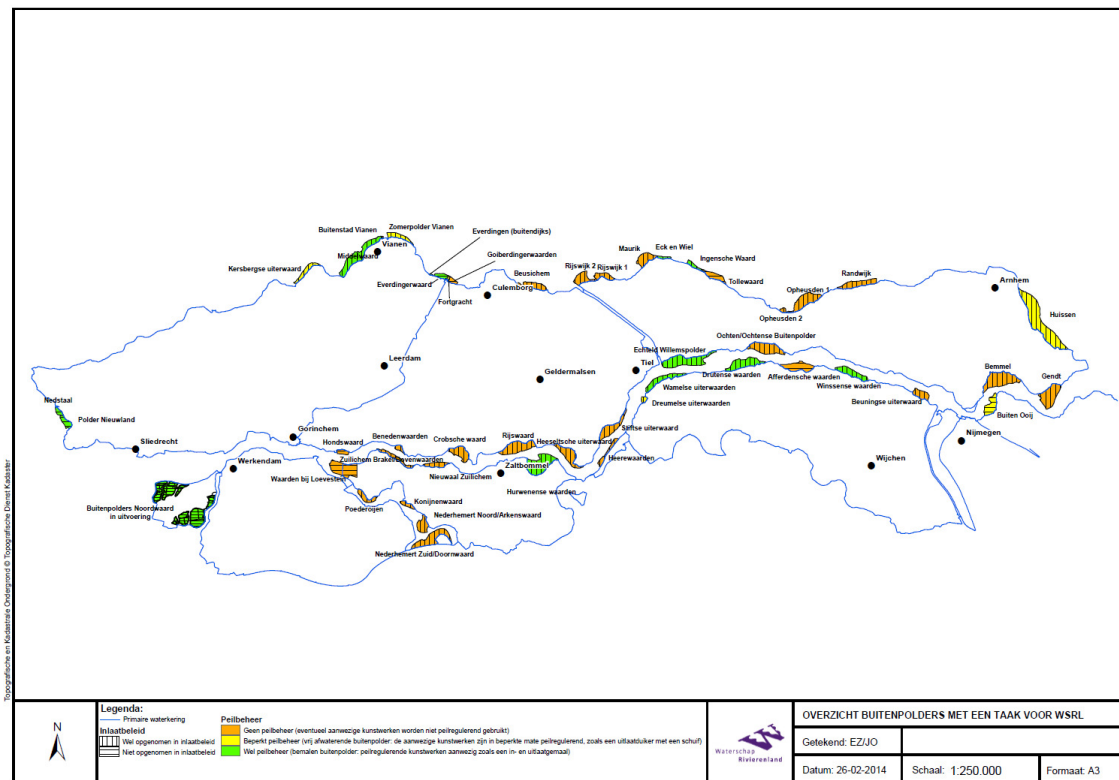 Buitenstad Vianen
Zomerpolder Vianen
Everdingen (buitendijks)
Vianen
Goiberdingerwaarden
Middelwaard
Maurik
Eck en Wiel
Kersbergse uiterwaard
Beusichem
Rijswijk 2
Rijswijk 1
Ingensche Waard
Randwijk
Everdingerwaard
Tollewaard
Arnhem
Fortgracht
Culemborg
Opheusden 1
Opheusden 2
Huissen
Ochten/Ochtense Buitenpolder
Echteld Willemspolder
Leerdam
Tiel
Geldermalsen
Drutense waarden
Afferdensche waarden
Bemmel
Gendt
Wamelse uiterwaarden
Winssense waarden
Nedstaal
Dreumelse uiterwaarden
Beuningse uiterwaard
Buiten Ooij
Polder Nieuwland
Gorinchem
Benedenwaarden
Crobsche waard
Rijswaard
Heeseltsche uiterwaard
Stiftse uiterwaard
Nijmegen
Sliedrecht
Hondswaard
Zuilichem Brakel
Bovenwaarden
Heerewaarden
Werkendam
Zaltbommel
Wijchen
Waarden bij Loevestein
Nieuwaal Zuilichem
Hurwenense waarden
Buitenpolders Noordwaard
in uitvoering
Poederoijen
Konijnenwaard
Nederhemert Noord/Arkenswaard
Nederhemert Zuid/Doornwaard
Topografische en Kadastrale Ondergrond © Topografische Dienst Kadaster
N
Legenda:
Primaire waterkering
Inlaatbeleid
Wel opgenomen in inlaatbeleid
Niet opgenomen in inlaatbeleid
Peilbeheer
Geen peilbeheer (eventueel aanwezige kunstwerken worden niet peilregulerend gebruikt)
Beperkt peilbeheer (vrij afwaterende buitenpolder: de aanwezige kunstwerken zijn in beperkte mate peilregulerend, zoals een uitlaatduiker met een schuif)
Wel peilbeheer (bemalen buitenpolder: peilregulerende kunstwerken aanwezig zoals een in- en uitlaatgemaal)
Waterschap
Rivierenland
OVERZICHT BUITENPOLDERS MET EEN TAAK VOOR WSRL
Getekend: EZ/JO
Datum: 26-02-2014
Schaal: 1:250.000
Formaat: A3